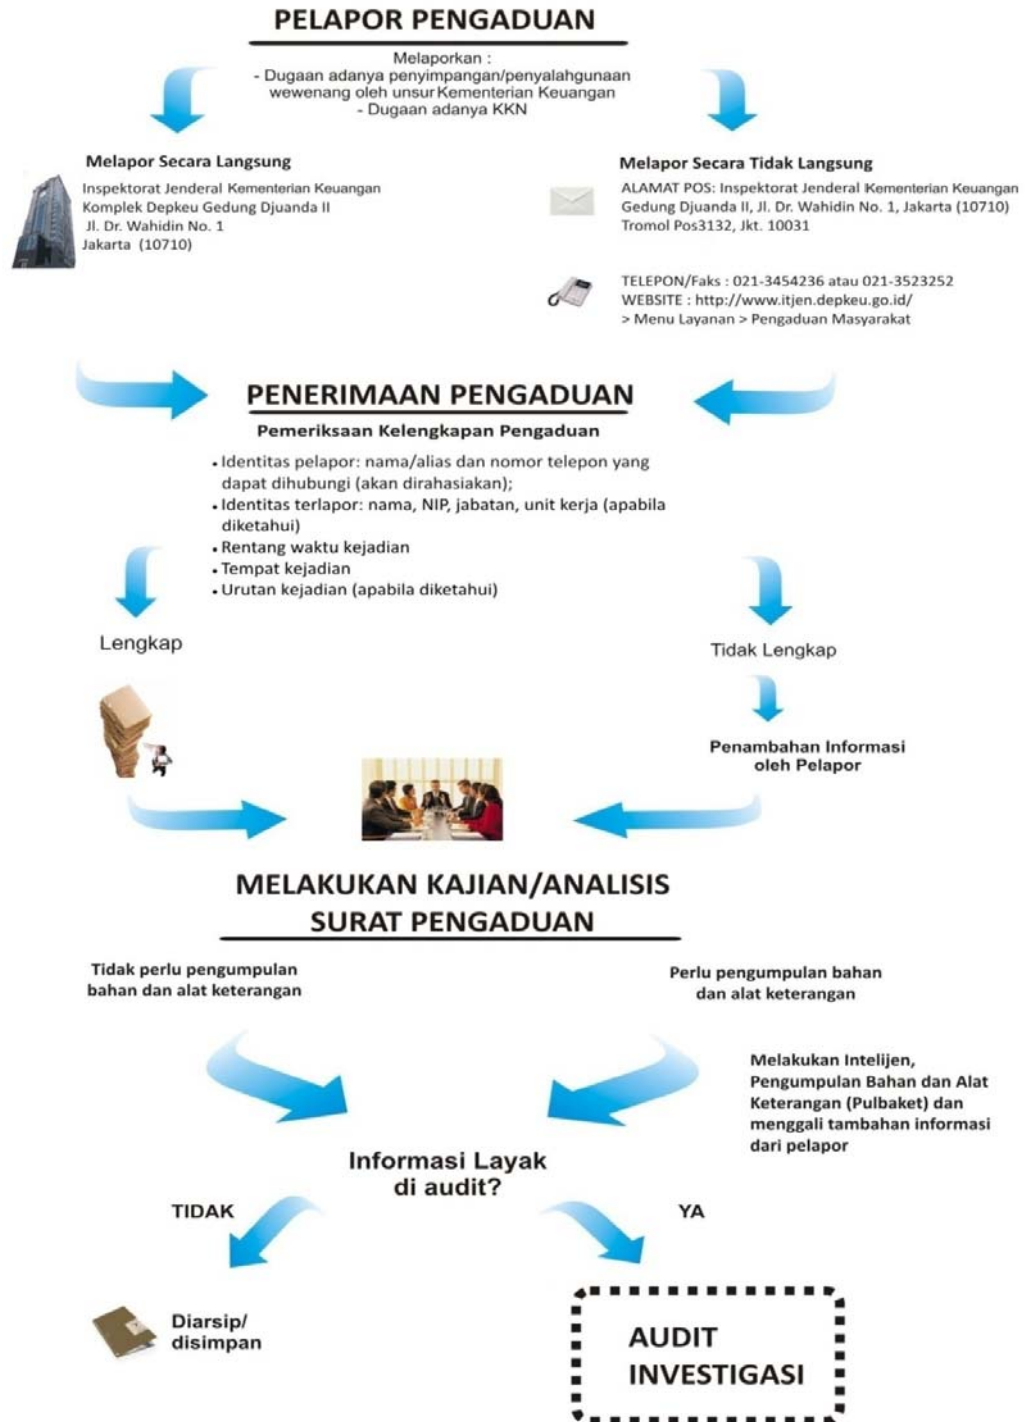 PELAPOR PENGADUAN
Melaporkan :
- Dugaan adanya penyimpangan/penyalahgunaan
wewenang oleh unsur Kementerian Keuangan
- Dugaan adanya KKN
Melapor Secara Langsung
Inspektorat Jenderal Kementerian Keuangan
Komplek Depkeu Gedung Djuanda II
Jl. Dr. Wahidin No. 1
Jakarta (10710)
Melapor Secara Tidak Langsung
ALAMAT POS: Inspektorat Jenderal Kementerian Keuangan
Gedung Djuanda II, Jl. Dr. Wahidin No. 1, Jakarta (10710)
Tromol Pos3132, Jkt. 10031
TELEPON/Faks : 021-3454236 atau 021-3523252
WEBSITE : http://www.itjen.depkeu.go.id/
> Menu Layanan > Pengaduan Masyarakat
PENERIMAAN PENGADUAN
Pemeriksaan Kelengkapan Pengaduan
• Identitas pelapor: nama/alias dan nomor telepon yang
dapat dihubungi (akan dirahasiakan);
• Identitas terlapor: nama, NIP, jabatan, unit kerja (apabila
diketahui)
• Rentang waktu kejadian
• Tempat kejadian
• Urutan kejadian (apabila diketahui)
Lengkap
Tidak Lengkap
Penambahan Informasi
oleh Pelapor
MELAKUKAN KAJIAN/ANALISIS
SURAT PENGADUAN
Tidak perlu pengumpulan
bahan dan alat keterangan
Perlu pengumpulan bahan
dan alat keterangan
Melakukan Intelijen,
Pengumpulan Bahan dan Alat
Keterangan (Pulbaket) dan
menggali tambahan informasi
dari pelapor
Informasi Layak
di audit?
TIDAK
YA
Diarsip/
disimpan
AUDIT
INVESTIGASI